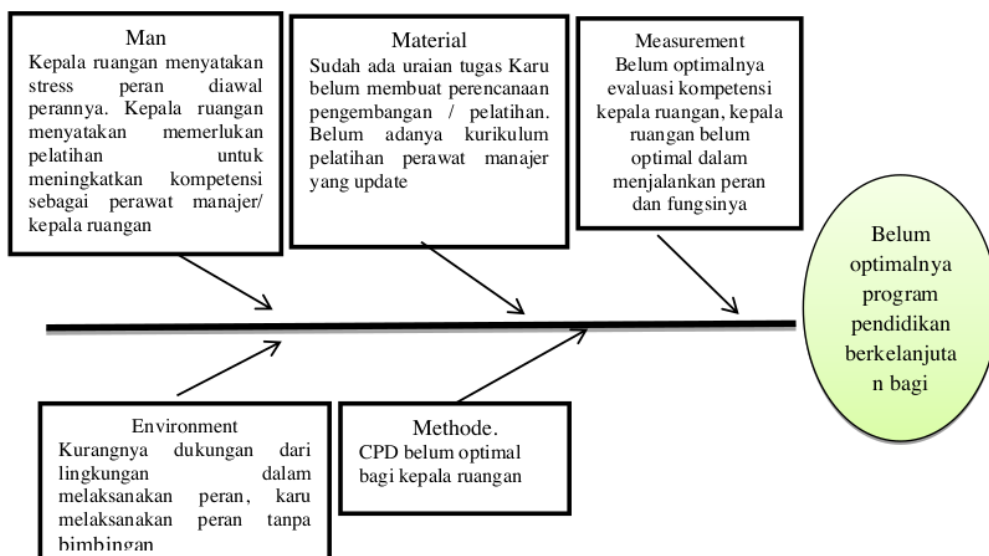 Man
Kepala ruangan menyatakan
stress peran diawal
perannya. Kepala ruangan
menyatakan memerlukan
pelatihan untuk
meningkatkan kompetensi
sebagai perawat manajer/
kepala ruangan
Material
Sudah ada uraian tugas Karu
belum membuat perencanaan
pengembangan / pelatihan.
Belum adanya kurikulum
pelatihan perawat manajer
yang update
Measurement
Belum optimalnya
evaluasi kompetensi
kepala ruangan, kepala
ruangan belum
optimal dalam
menjalankan peran
dan fungsinya
Belum
optimalnya
program
pendidikan
berkelanjuta
n bagi
Environment
Kurangnya dukungan dari
lingkungan dalam
melaksanakan peran, karu
melaksanakan peran tanpa
bimbingan
Methode.
CPD belum optimal
bagi kepala ruangan